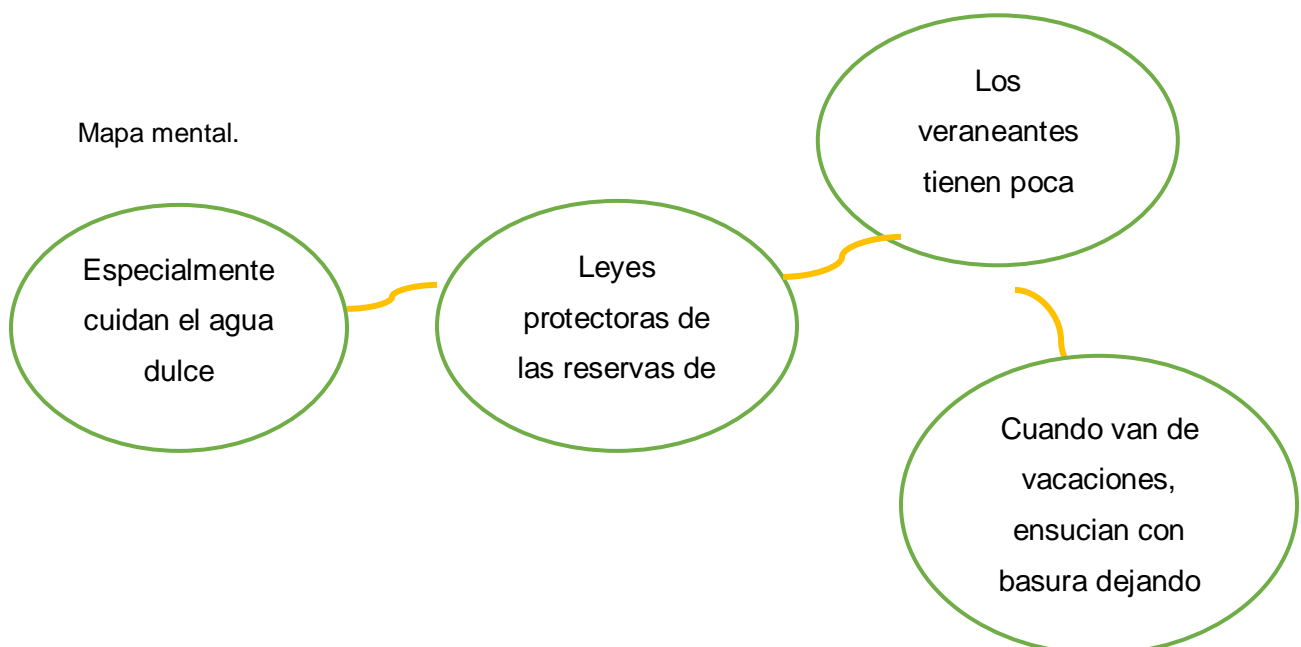 Mapa mental.
Especialmente
cuidan el agua
dulce
Leyes
protectoras de
las reservas de
Los
veraneantes
tienen poca
Cuando van de
vacaciones,
ensucian con
basura dejando